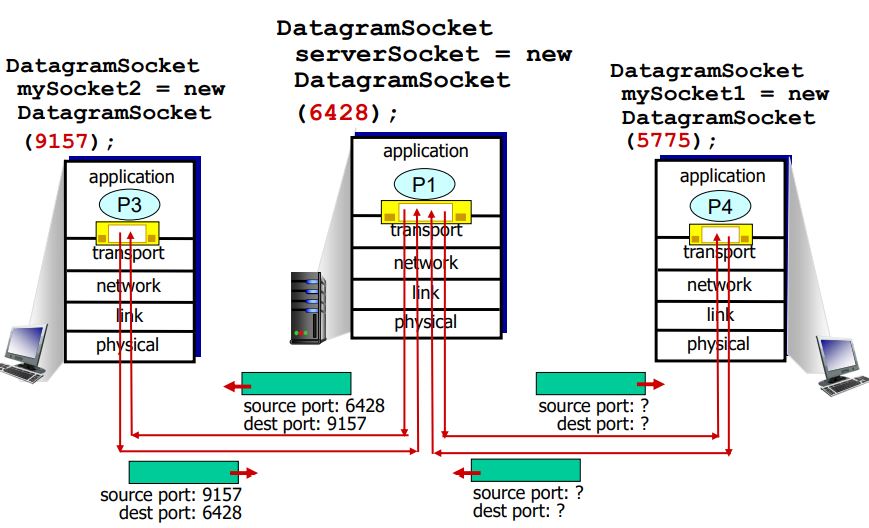 DatagramSocket
mySocket2 = new
DatagramSocket
(9157);
DatagramSocket
serverSocket = new
DatagramSocket
(6428);
DatagramSocket
mySocket1 = new
DatagramSocket
(5775);
application
P3
transport
network
link
physical
application
P1
transport
network
link
physical
application
P4
transport
network
link
physical
source port: 6428
dest port: 9157
source port: ?
dest port: ?
source port: 9157
dest port: 6428
source port: ?
dest port: ?